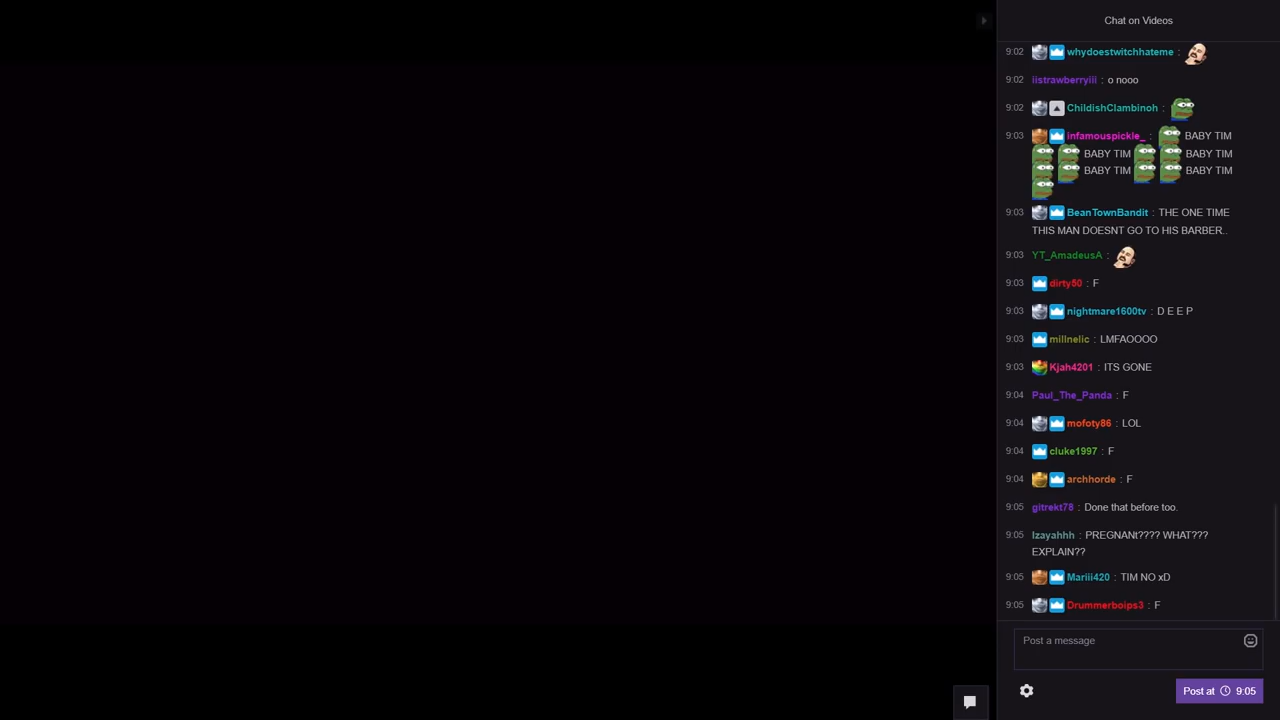 Chat on Videos
9:02 whydoestwitchhateme :
9:02 iistrawberryiii : o nooo
9:02 ChildishClambinoh :
9:03 infamouspickle_ : BABY TIM
BABY TIM BABY TIM
BABY TIM BABY TIM
9:03 BeanTownBandit : THE ONE TIME
THIS MAN DOESNT GO TO HIS BARBER..
9:03 YT_AmadeusA :
9:03 dirty50 : F
9:03 nightmare1600tv : D E E P
9:03 millnelic : LMFAOOOO
9:03 Kjah4201 : ITS GONE
9:04 Paul_The_Panda : F
9:04 mofoty86 : LOL
9:04 cluke1997 : F
9:04 archhorde : F
9:05 gitrekt78 : Done that before too.
9:05 Izayahhh : PREGNANt???? WHAT???
EXPLAIN??
9:05 Mariii420 : TIM NO xD
9:05 Drummerboips3 : F
Post a message
Post at 9:05